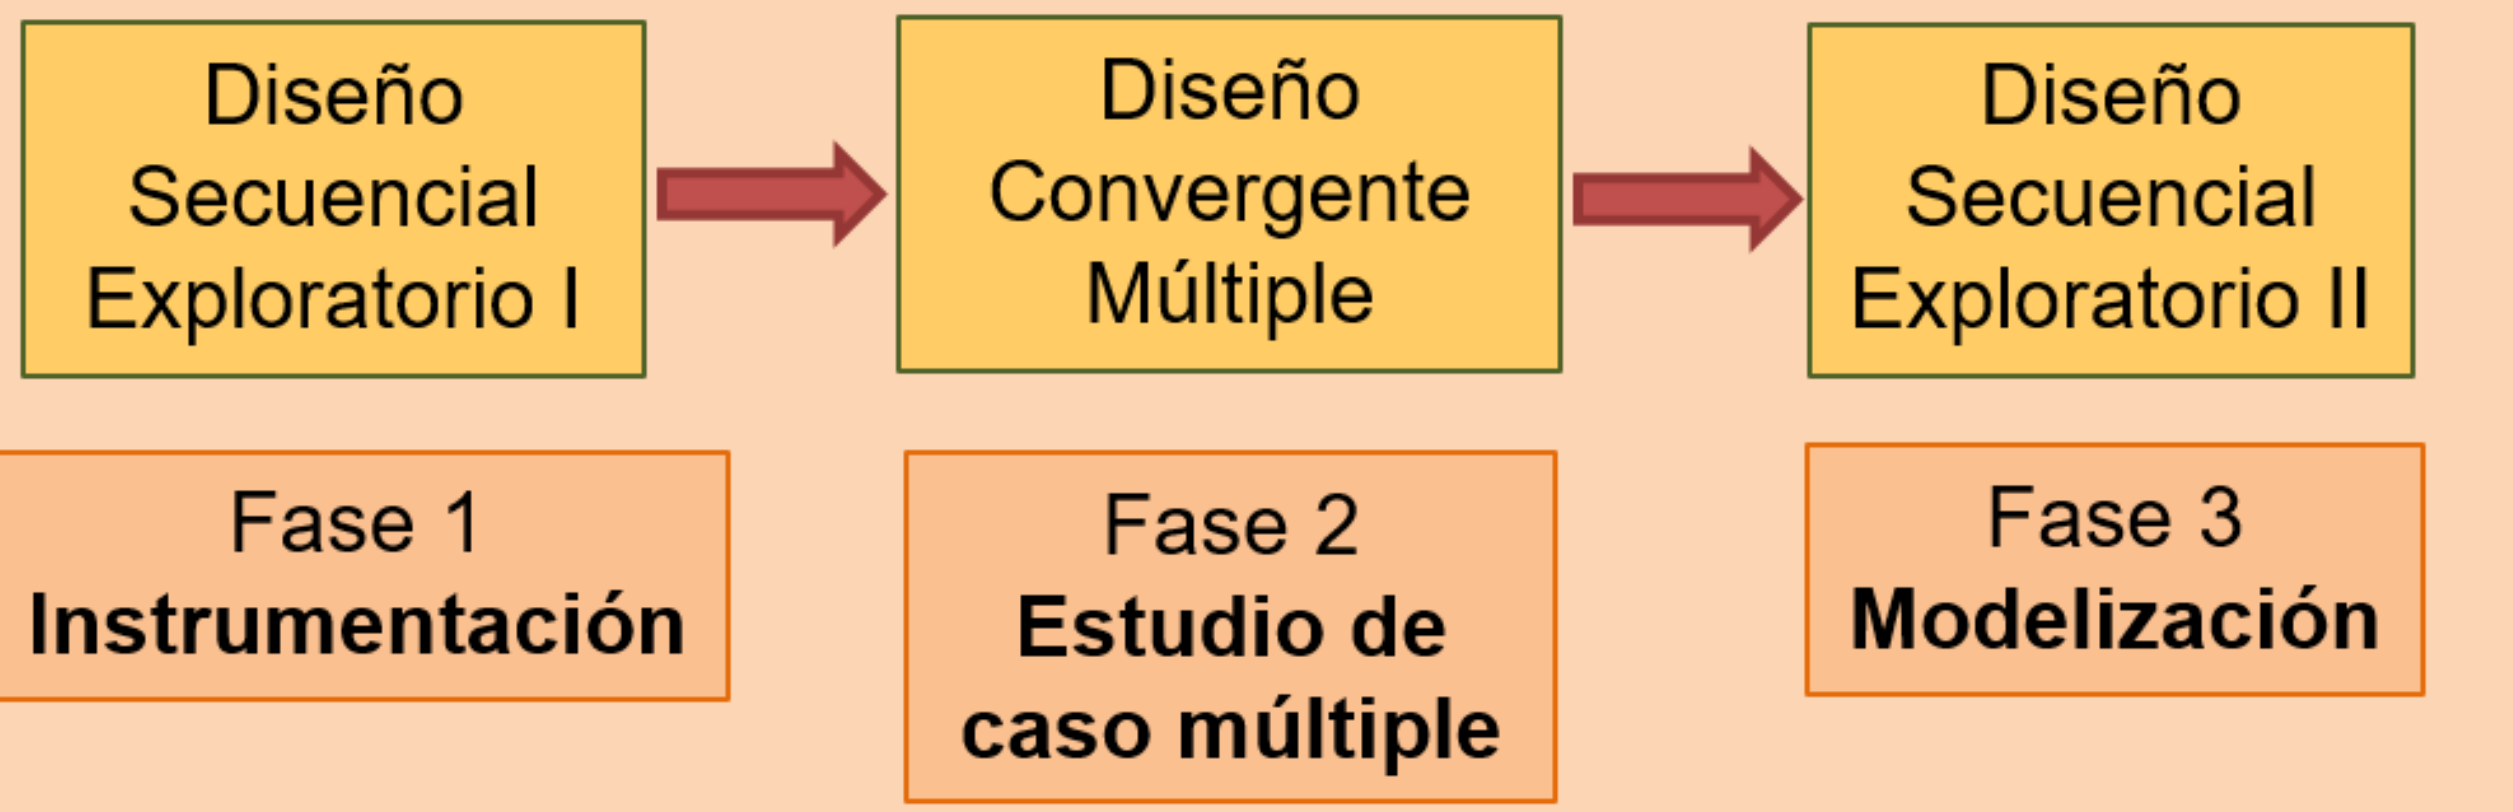 Diseño
Secuencial
Exploratorio I
Diseño
Convergente
Múltiple
Diseño
Secuencial
Exploratorio II
Fase 1
Instrumentación
Fase 2
Estudio de
caso múltiple
Fase 3
Modelización